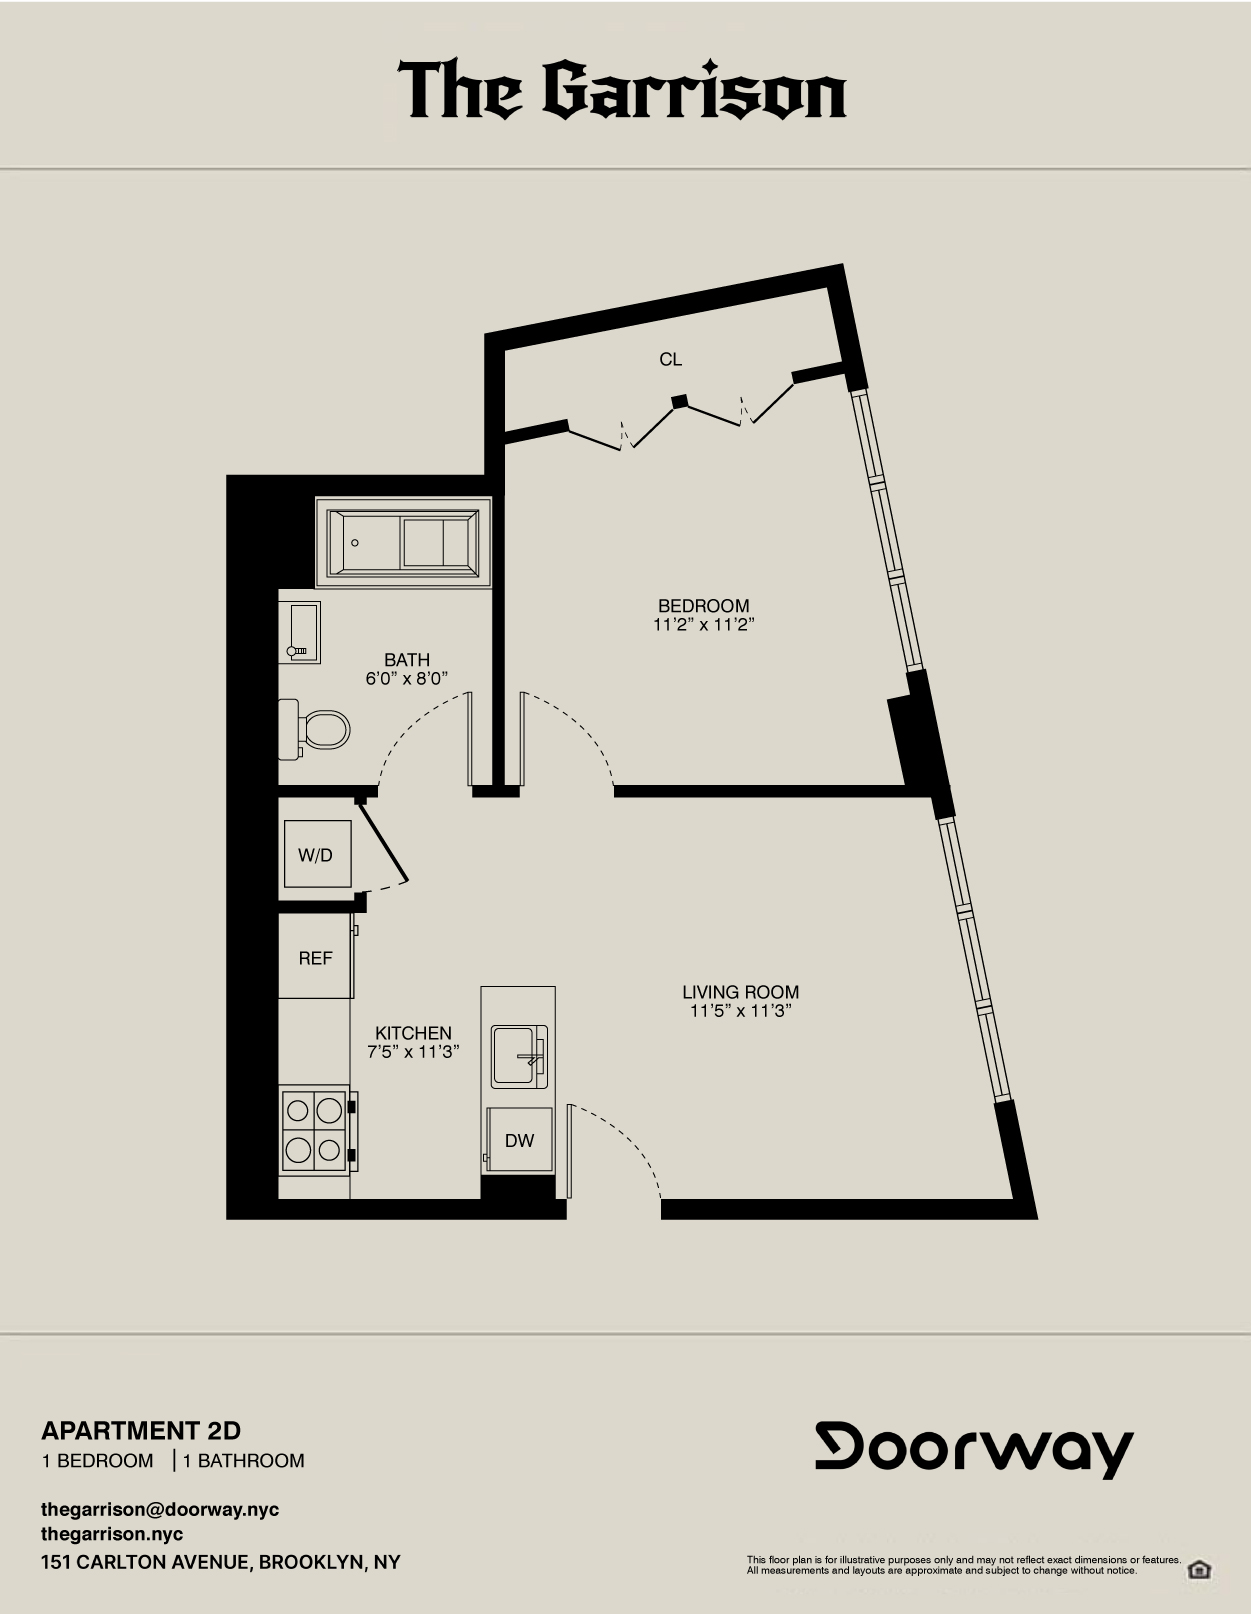 The Garrison
CL
BEDROOM
11'2" x 11'2"
BATH
6'0" x 8'0"
W/D
REF
LIVING ROOM
11'5" x 11'3"
KITCHEN
7'5" x 11'3"
DW
APARTMENT 2D
1 BEDROOM | 1 BATHROOM
Doorway
thegarrison@doorway.nyc
thegarrison.nyc
151 CARLTON AVENUE, BROOKLYN, NY
This floor plan is for illustrative purposes only and may not reflect exact dimensions or features.
All measurements and layouts are approximate and subject to change without notice.